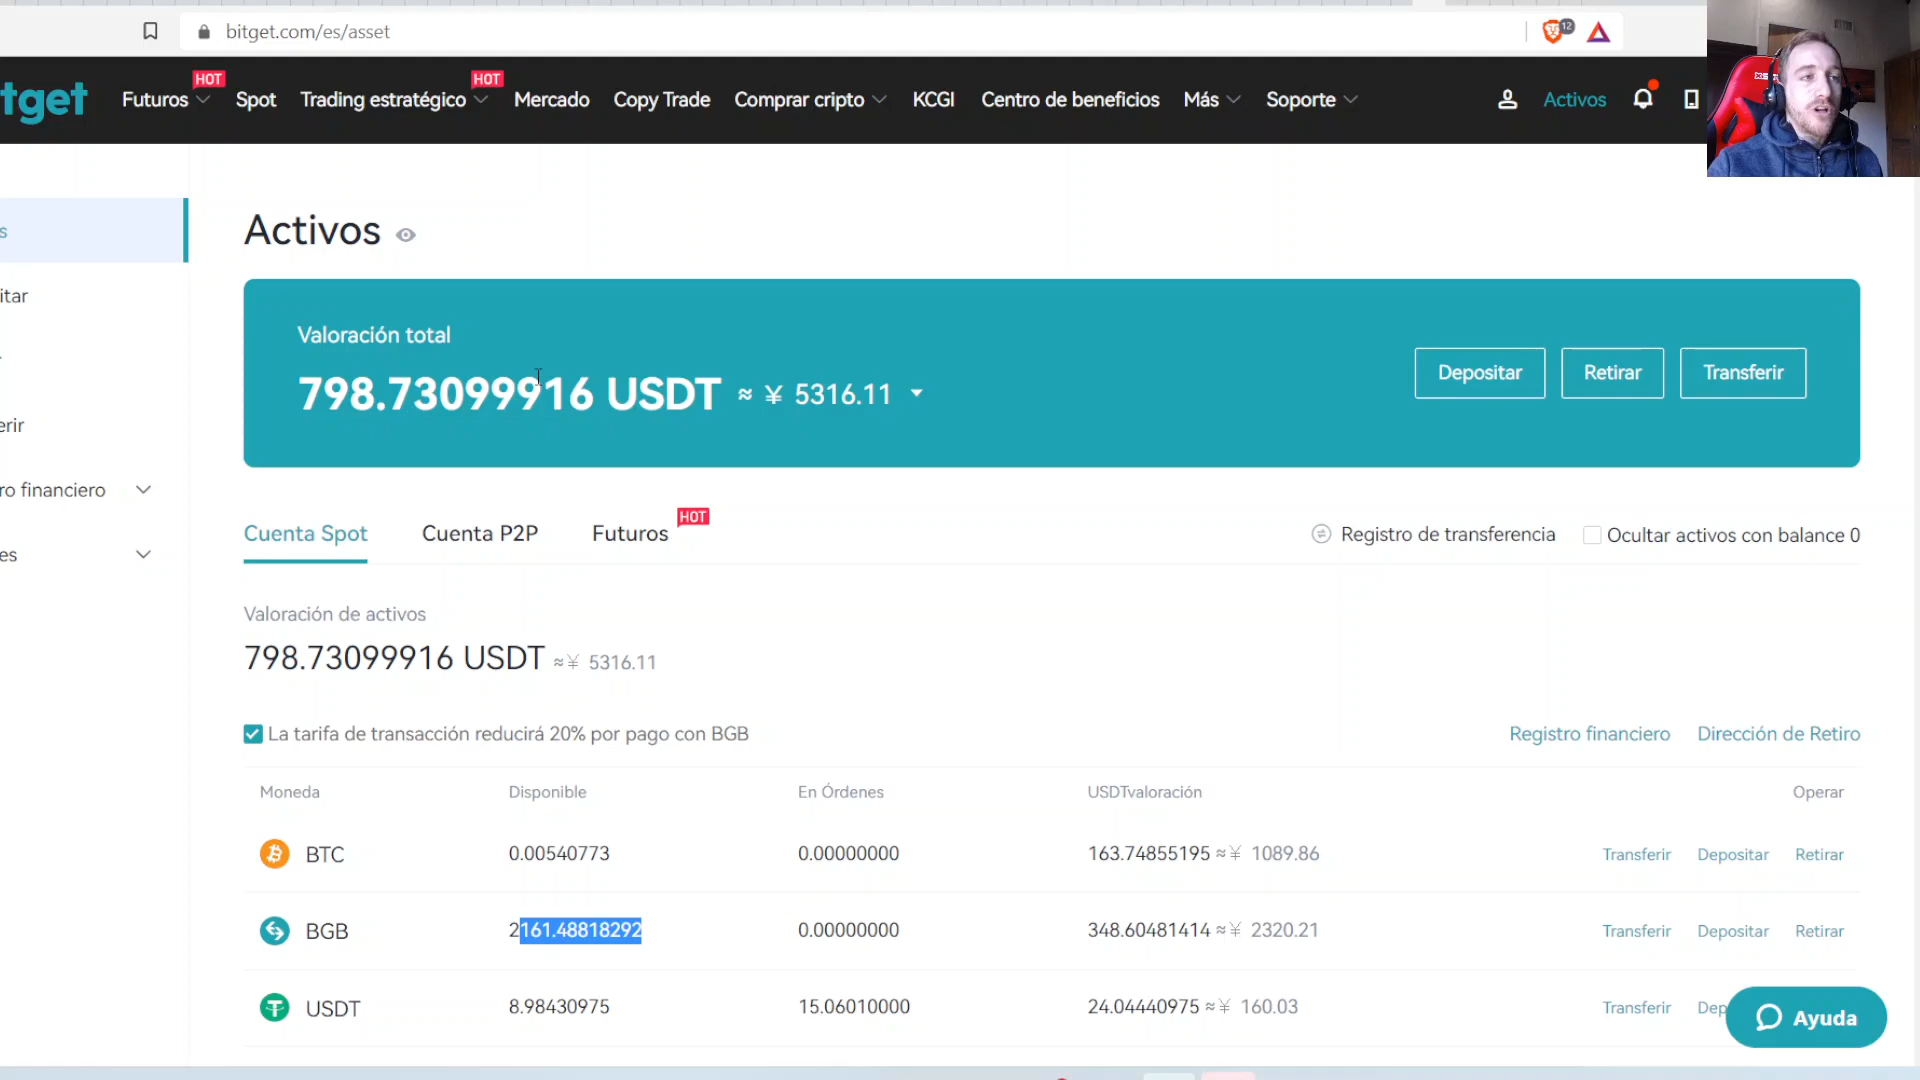 bitget.com/es/asset
12
tget
Futuros HOT Spot Trading estratégico HOT Mercado Copy Trade Comprar cripto KCGI Centro de beneficios Más Soporte Activos
s
itar
erir
ro financiero
es
Activos
Valoración total
798.73099916 USDT ≈ ¥ 5316.11
Depositar Retirar Transferir
Cuenta Spot Cuenta P2P Futuros HOT Registro de transferencia Ocultar activos con balance 0
Valoración de activos
798.73099916 USDT ≈¥ 5316.11
La tarifa de transacción reducirá 20% por pago con BGB Registro financiero Dirección de Retiro
Moneda Disponible En Órdenes USDTvaloración Operar
BTC 0.00540773 0.00000000 163.74855195 ≈¥ 1089.86 Transferir Depositar Retirar
BGB 2161.48818292 0.00000000 348.60481414 ≈¥ 2320.21 Transferir Depositar Retirar
USDT 8.98430975 15.06010000 24.04440975 ≈¥ 160.03 Transferir Dep
Ayuda